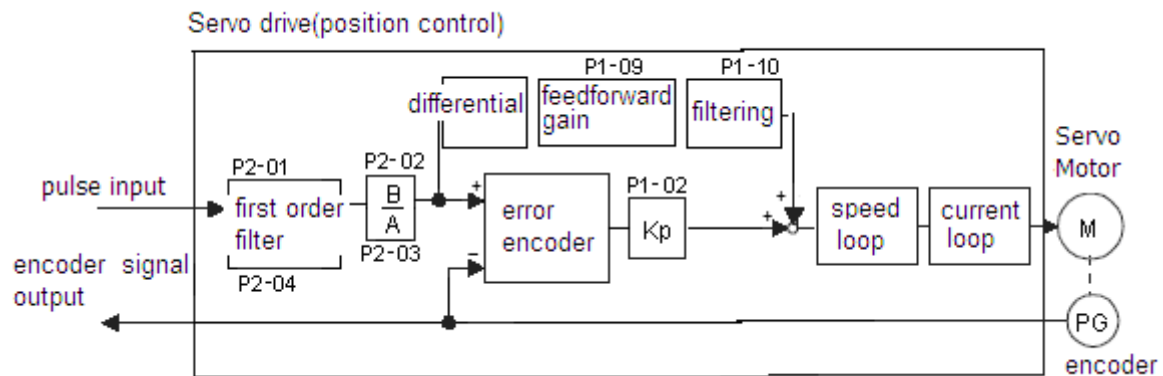 Servo drive(position control)
P1-09
P1-10
differential
feedforward
gain
filtering
Servo
Motor
P2-01
P2-02
pulse input
first order
filter
B
A
+
error
encoder
P1-02
Kp
+
+
speed
loop
current
loop
M
P2-03
-
encoder signal
output
P2-04
PG
encoder